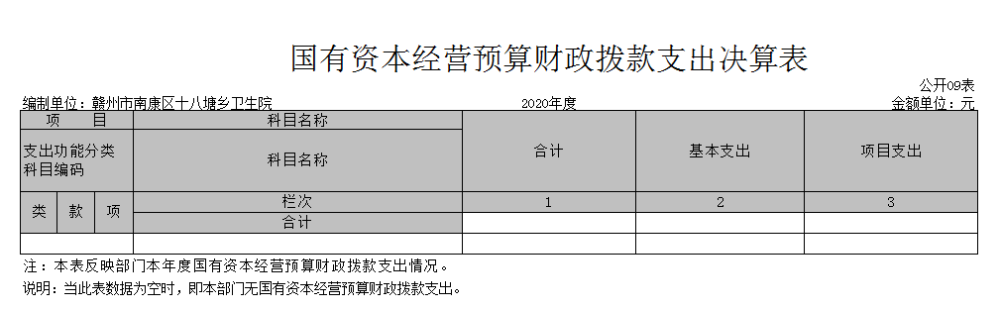 国有资本经营预算财政拨款支出决算表
公开09表
编制单位：赣州市南康区十八塘乡卫生院 2020年度 金额单位：元
项 目 科目名称 合计 基本支出 项目支出
支出功能分类科目编码 科目名称
类 款 项 栏次 1 2 3
合计
注：本表反映部门本年度国有资本经营预算财政拨款支出情况。
说明：当此表数据为空时，即本部门无国有资本经营预算财政拨款支出。